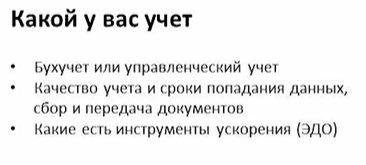 Какой у вас учет
• Бухучет или управленческий учет
• Качество учета и сроки попадания данных,
сбор и передача документов
• Какие есть инструменты ускорения (ЭДО)